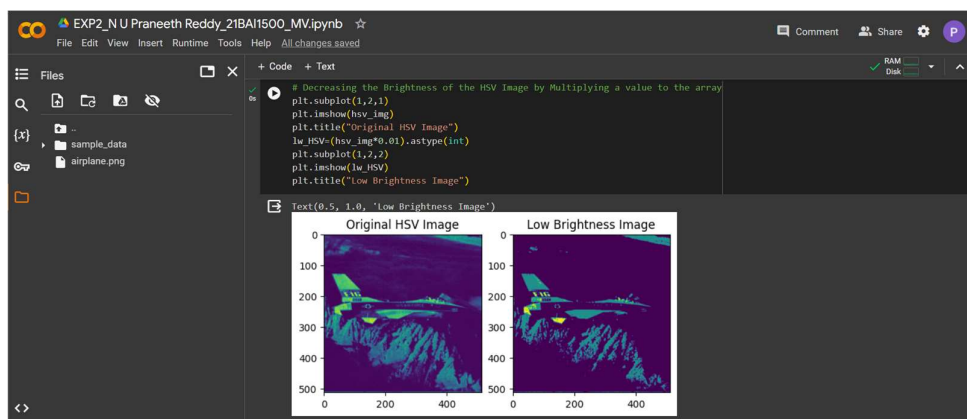 EXP2_N U Praneeth Reddy_21BAI1500_MV.ipynb
File Edit View Insert Runtime Tools Help All changes saved
Comment Share P
Files
+ Code + Text
RAM
Disk
{x}
..
sample_data
airplane.png
0s
# Decreasing the Brightness of the HSV Image by Multiplying a value to the array
plt.subplot(1,2,1)
plt.imshow(hsv_img)
plt.title("Original HSV Image")
lw_HSV=(hsv_img*0.01).astype(int)
plt.subplot(1,2,2)
plt.imshow(lw_HSV)
plt.title("Low Brightness Image")
Text(0.5, 1.0, 'Low Brightness Image')
Original HSV Image Low Brightness Image
0 0
100 100
200 200
300 300
400 400
500 500
0 200 400 0 200 400